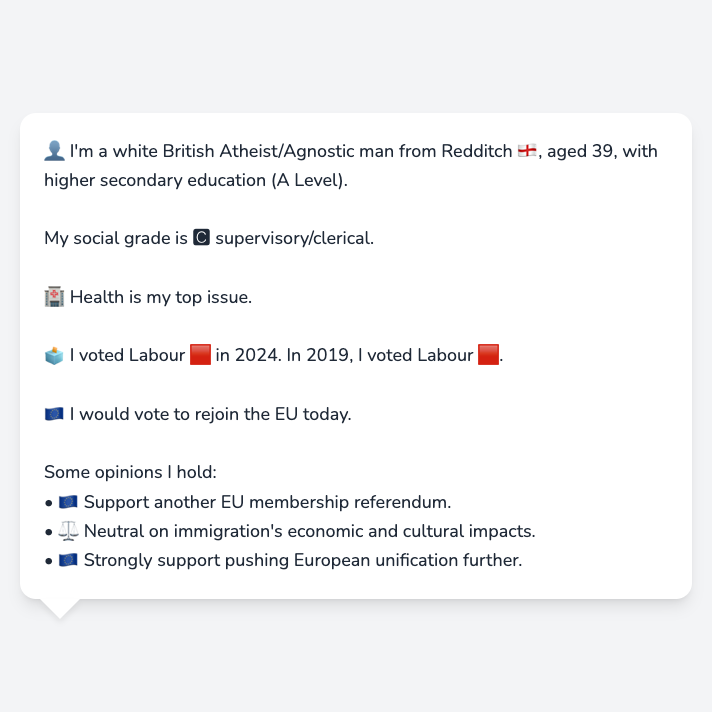 👤 I'm a white British Atheist/Agnostic man from Redditch 🏴󠁧󠁢󠁥󠁮󠁧󠁿, aged 39, with
higher secondary education (A Level).
My social grade is 🅲 supervisory/clerical.
🏥 Health is my top issue.
🗳️ I voted Labour 🟥 in 2024. In 2019, I voted Labour 🟥.
🇪🇺 I would vote to rejoin the EU today.
Some opinions I hold:
• 🇪🇺 Support another EU membership referendum.
• ⚖️ Neutral on immigration's economic and cultural impacts.
• 🇪🇺 Strongly support pushing European unification further.